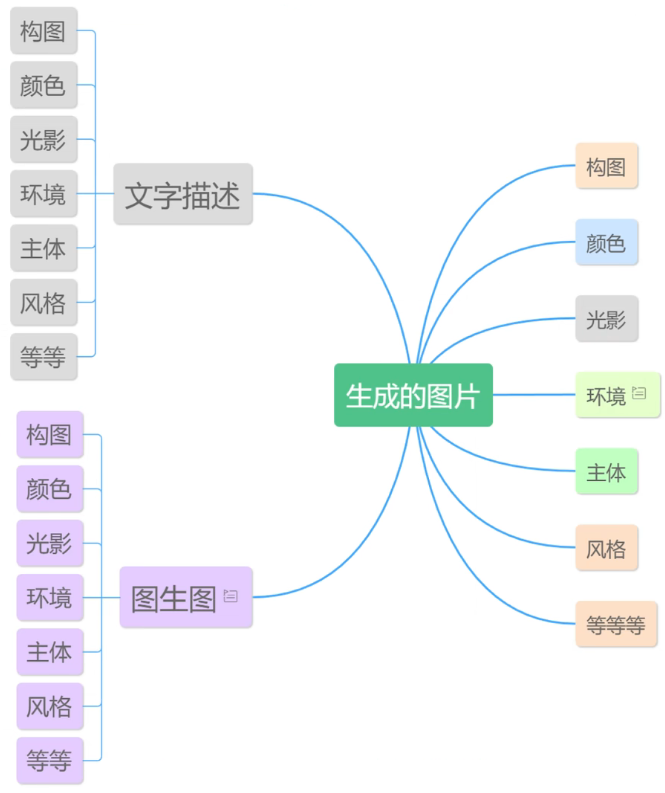 构图
颜色
光影
环境
主体
风格
等等
文字描述
构图
颜色
光影
环境
主体
风格
等等
图生图
生成的图片
构图
颜色
光影
环境
主体
风格
等等等